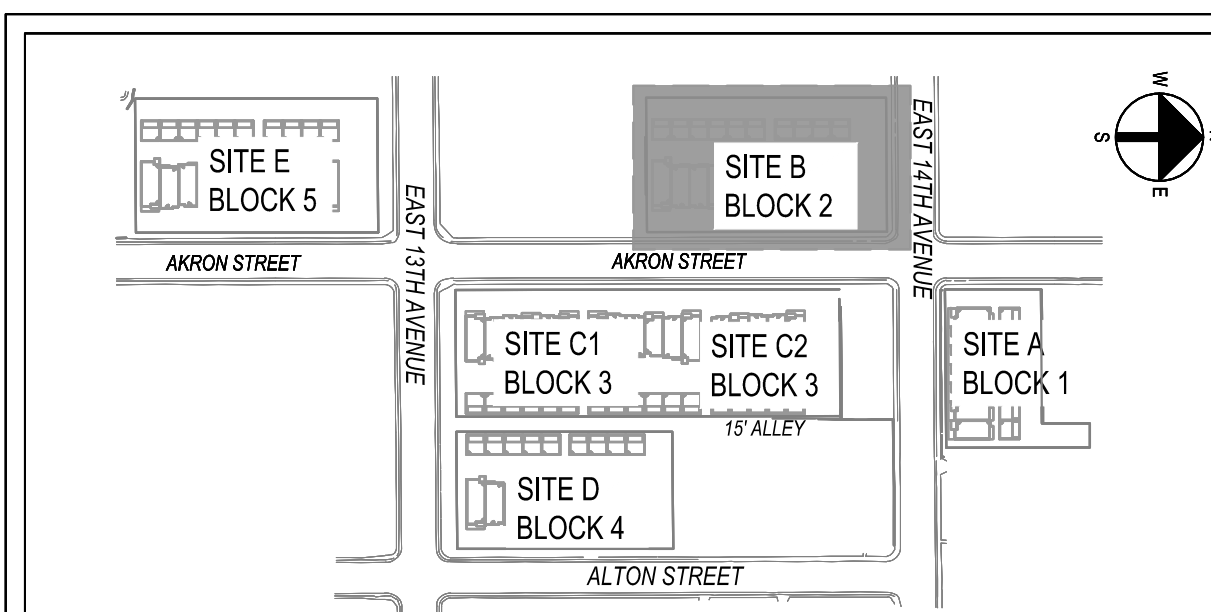 W
S
E
SITE E
BLOCK 5
SITE B
BLOCK 2
EAST 14TH AVENUE
EAST 13TH AVENUE
AKRON STREET
AKRON STREET
SITE C1
BLOCK 3
SITE C2
BLOCK 3
SITE A
BLOCK 1
15' ALLEY
SITE D
BLOCK 4
ALTON STREET